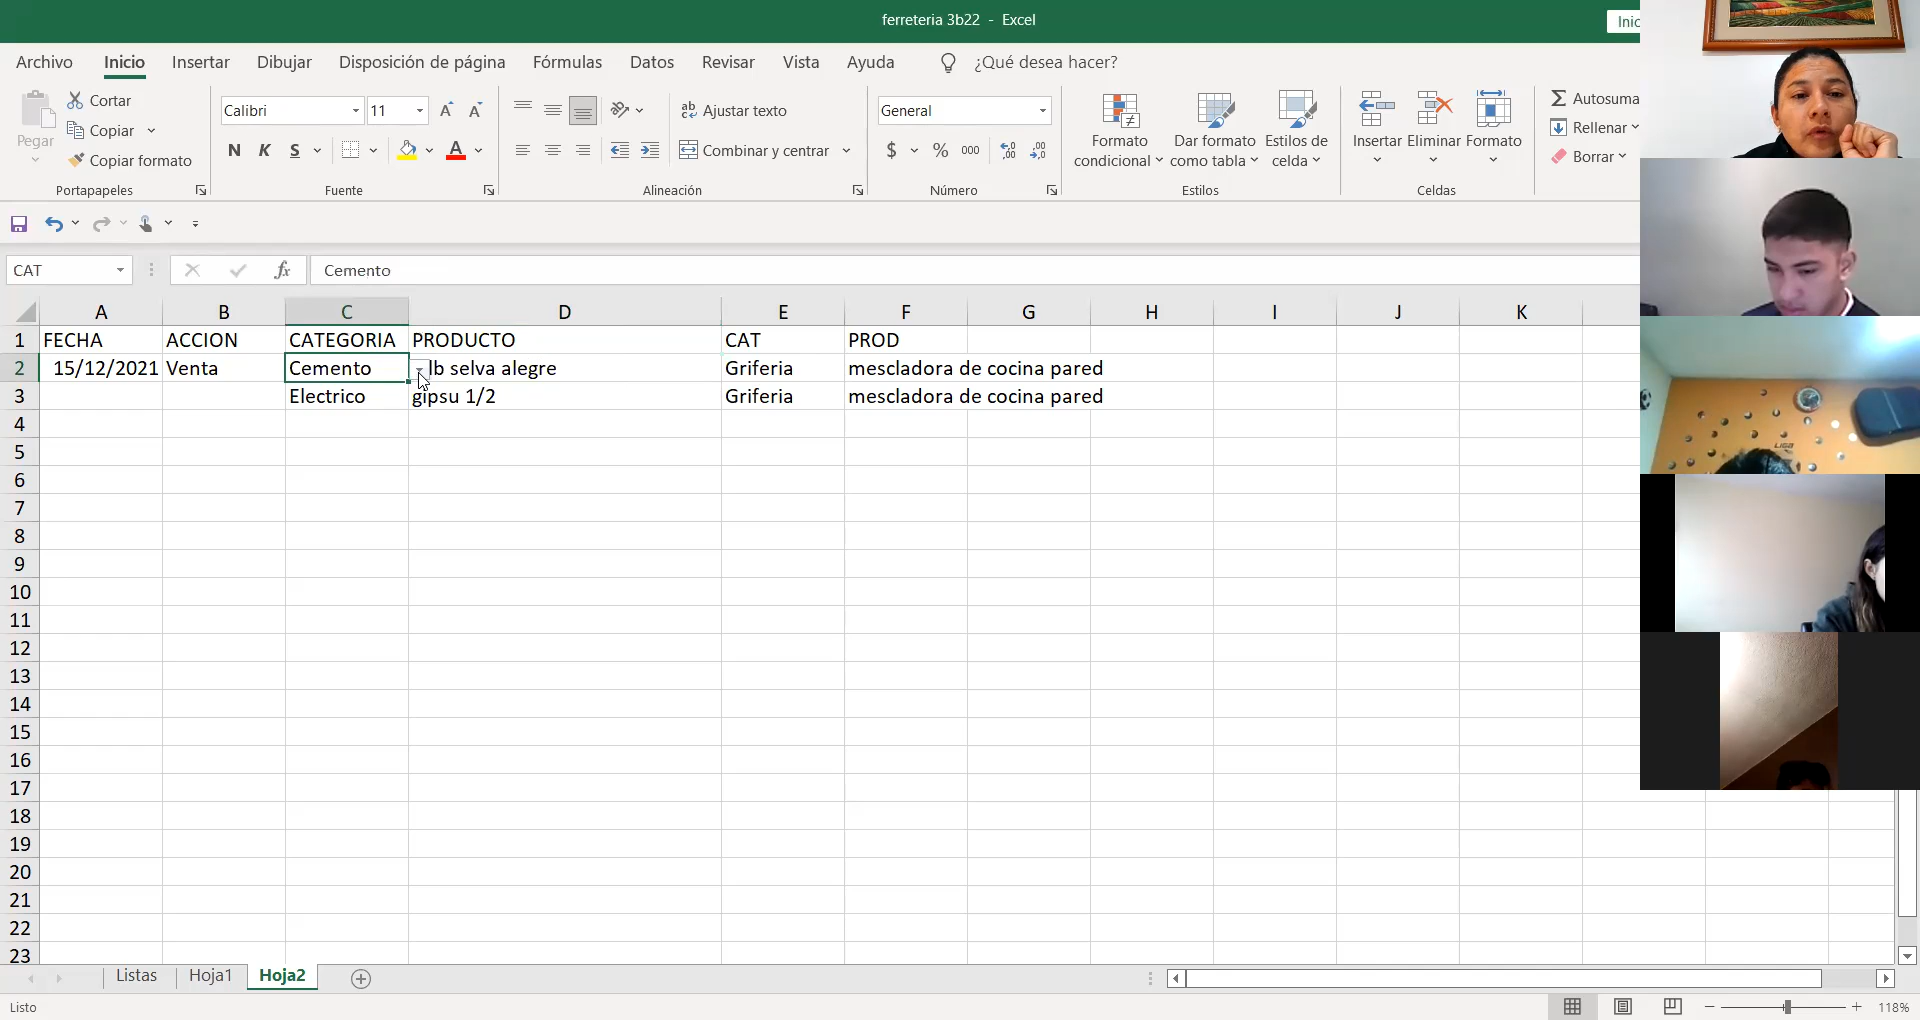 ferreteria 3b22 - Excel
Inic
Archivo Inicio Insertar Dibujar Disposición de página Fórmulas Datos Revisar Vista Ayuda ¿Qué desea hacer?
Pegar
Cortar
Copiar
Copiar formato
Portapapeles
Calibri 11
N K S
Fuente
Ajustar texto
Combinar y centrar
Alineación
General
$ % 000
Número
Formato condicional
Dar formato como tabla
Estilos de celda
Estilos
Insertar Eliminar Formato
Celdas
Autosuma
Rellenar
Borrar
CAT fx Cemento
A B C D E F G H I J K
1 FECHA ACCION CATEGORIA PRODUCTO CAT PROD
2 15/12/2021 Venta Cemento lb selva alegre Griferia mescladora de cocina pared
3 Electrico gipsu 1/2 Griferia mescladora de cocina pared
4
5
6
7
8
9
10
11
12
13
14
15
16
17
18
19
20
21
22
23
Listas Hoja1 Hoja2
Listo 118%
LIGA